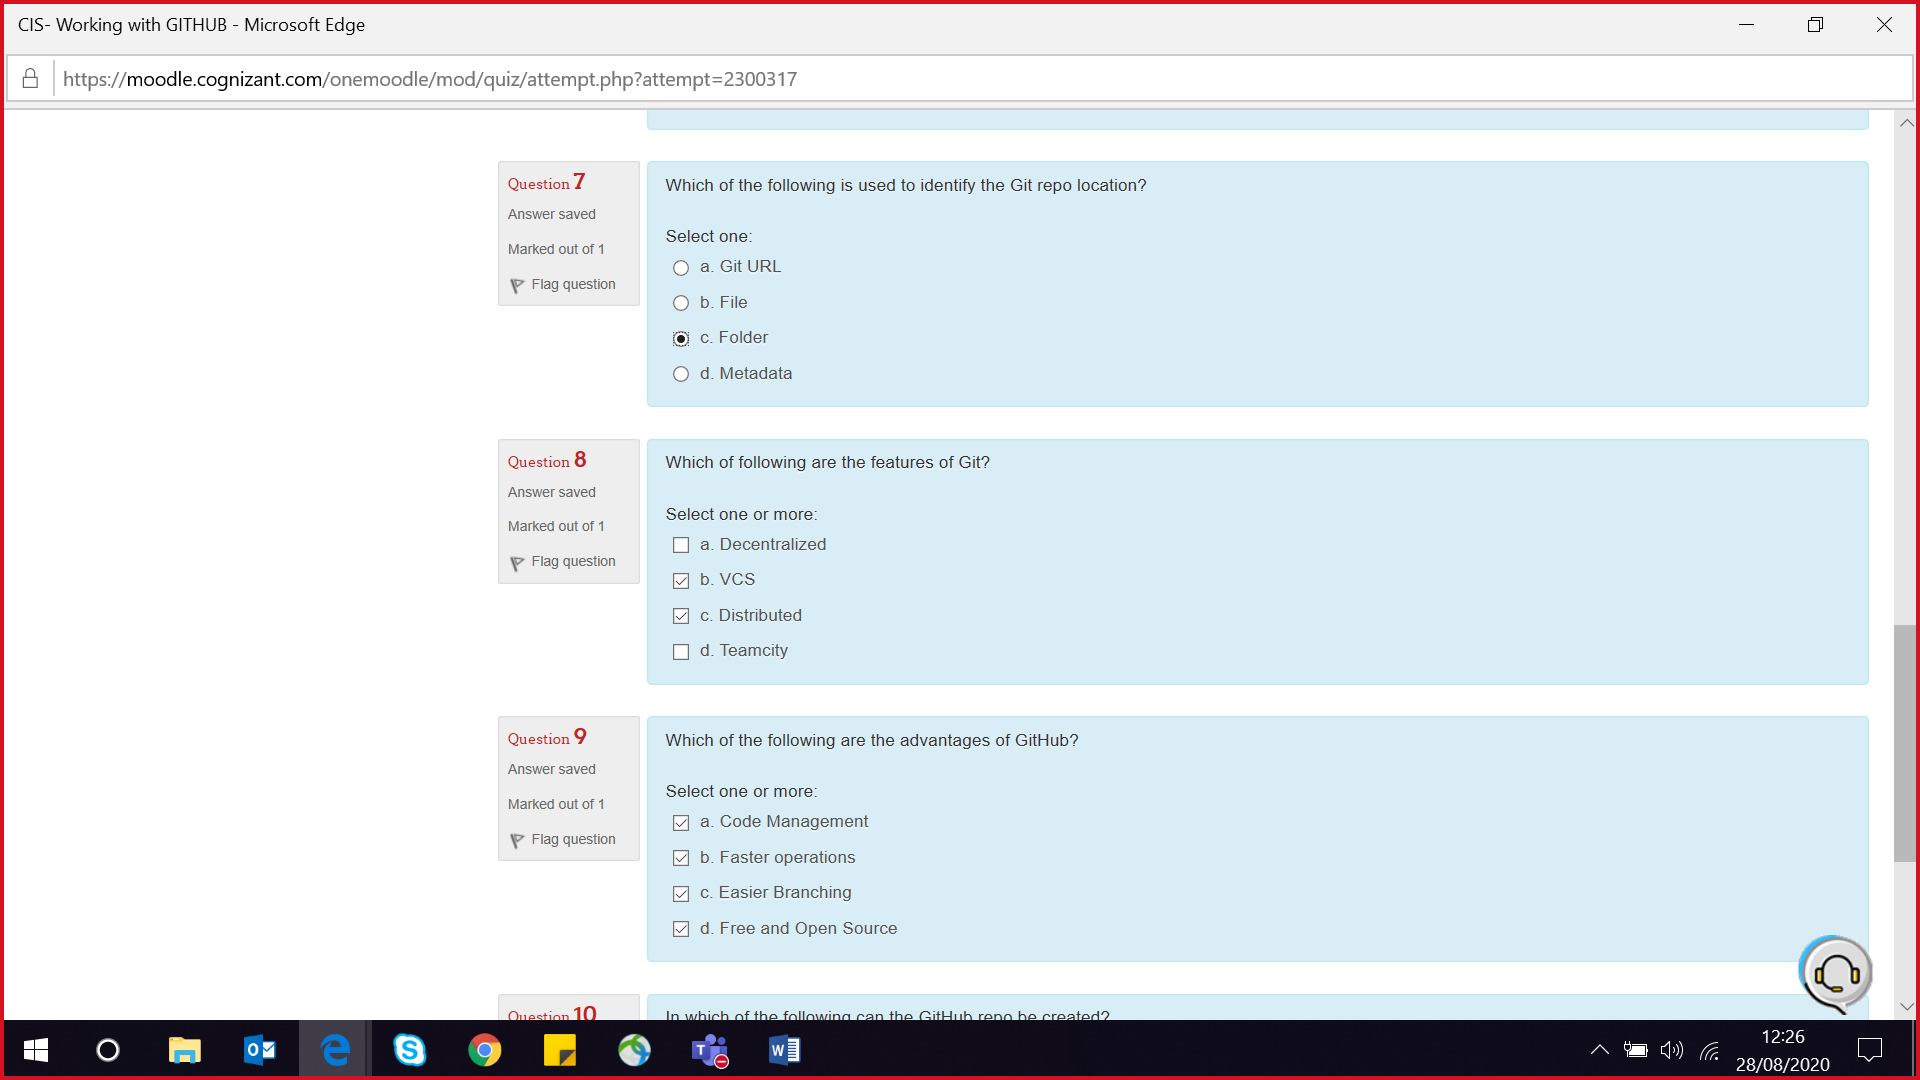 CIS- Working with GITHUB - Microsoft Edge
https://moodle.cognizant.com/onemoodle/mod/quiz/attempt.php?attempt=2300317
Question 7
Answer saved
Marked out of 1
Flag question
Which of the following is used to identify the Git repo location?
Select one:
a. Git URL
b. File
c. Folder
d. Metadata
Question 8
Answer saved
Marked out of 1
Flag question
Which of following are the features of Git?
Select one or more:
a. Decentralized
b. VCS
c. Distributed
d. Teamcity
Question 9
Answer saved
Marked out of 1
Flag question
Which of the following are the advantages of GitHub?
Select one or more:
a. Code Management
b. Faster operations
c. Easier Branching
d. Free and Open Source
Question 10
In which of the following can the GitHub repo be created?
12:26
28/08/2020